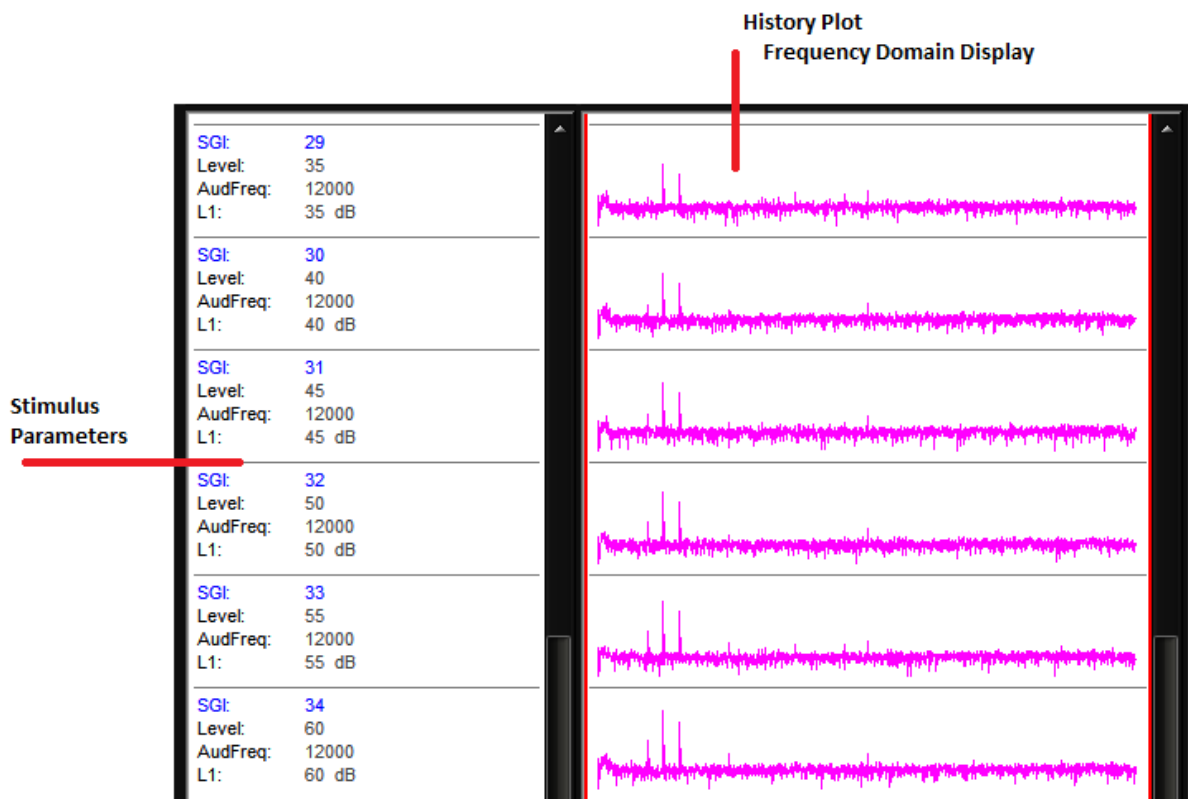 History Plot
Frequency Domain Display
SGI: 29
Level: 35
AudFreq: 12000
L1: 35 dB
SGI: 30
Level: 40
AudFreq: 12000
L1: 40 dB
SGI: 31
Level: 45
AudFreq: 12000
L1: 45 dB
Stimulus
Parameters
SGI: 32
Level: 50
AudFreq: 12000
L1: 50 dB
SGI: 33
Level: 55
AudFreq: 12000
L1: 55 dB
SGI: 34
Level: 60
AudFreq: 12000
L1: 60 dB